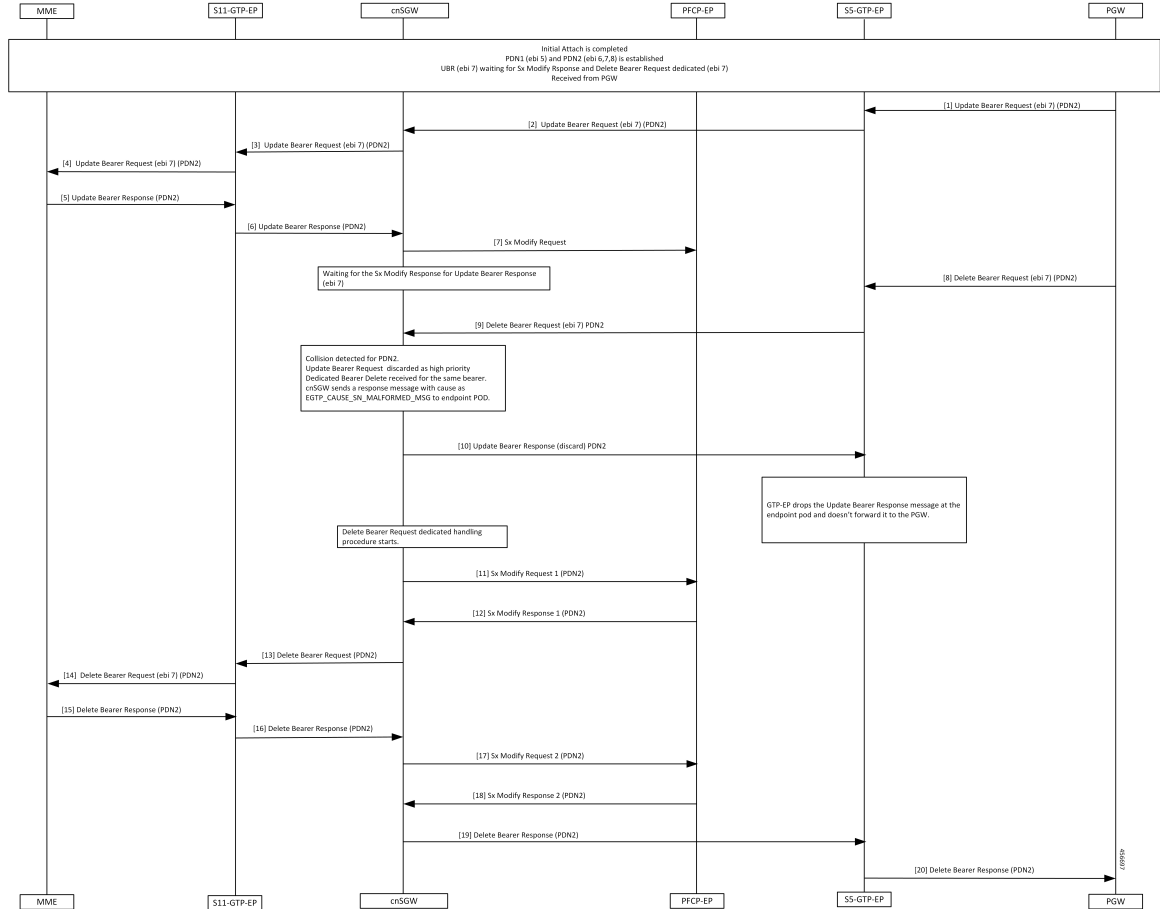 MME
S11-GTP-EP
cnSGW
PFCP-EP
S5-GTP-EP
PGW
Initial Attach is completed
PDN1 (ebi 5) and PDN2 (ebi 6,7,8) is established
UBR (ebi 7) waiting for Sx Modify Rsponse and Delete Bearer Request dedicated (ebi 7)
Received from PGW
[1] Update Bearer Request (ebi 7) (PDN2)
[2] Update Bearer Request (ebi 7) (PDN2)
[3] Update Bearer Request (ebi 7) (PDN2)
[4] Update Bearer Request (ebi 7) (PDN2)
[5] Update Bearer Response (PDN2)
[6] Update Bearer Response (PDN2)
[7] Sx Modify Request
Waiting for the Sx Modify Response for Update Bearer Response
(ebi 7)
[8] Delete Bearer Request (ebi 7) (PDN2)
[9] Delete Bearer Request (ebi 7) PDN2
Collision detected for PDN2.
Update Bearer Request discarded as high priority
Dedicated Bearer Delete received for the same bearer.
cnSGW sends a response message with cause as
EGTP_CAUSE_SN_MALFORMED_MSG to endpoint POD.
[10] Update Bearer Response (discard) PDN2
GTP-EP drops the Update Bearer Response message at the
endpoint pod and doesn't forward it to the PGW.
Delete Bearer Request dedicated handling
procedure starts.
[11] Sx Modify Request 1 (PDN2)
[12] Sx Modify Response 1 (PDN2)
[13] Delete Bearer Request (PDN2)
[14] Delete Bearer Request (ebi 7) (PDN2)
[15] Delete Bearer Response (PDN2)
[16] Delete Bearer Response (PDN2)
[17] Sx Modify Request 2 (PDN2)
[18] Sx Modify Response 2 (PDN2)
[19] Delete Bearer Response (PDN2)
[20] Delete Bearer Response (PDN2)
456697
MME
S11-GTP-EP
cnSGW
PFCP-EP
S5-GTP-EP
PGW